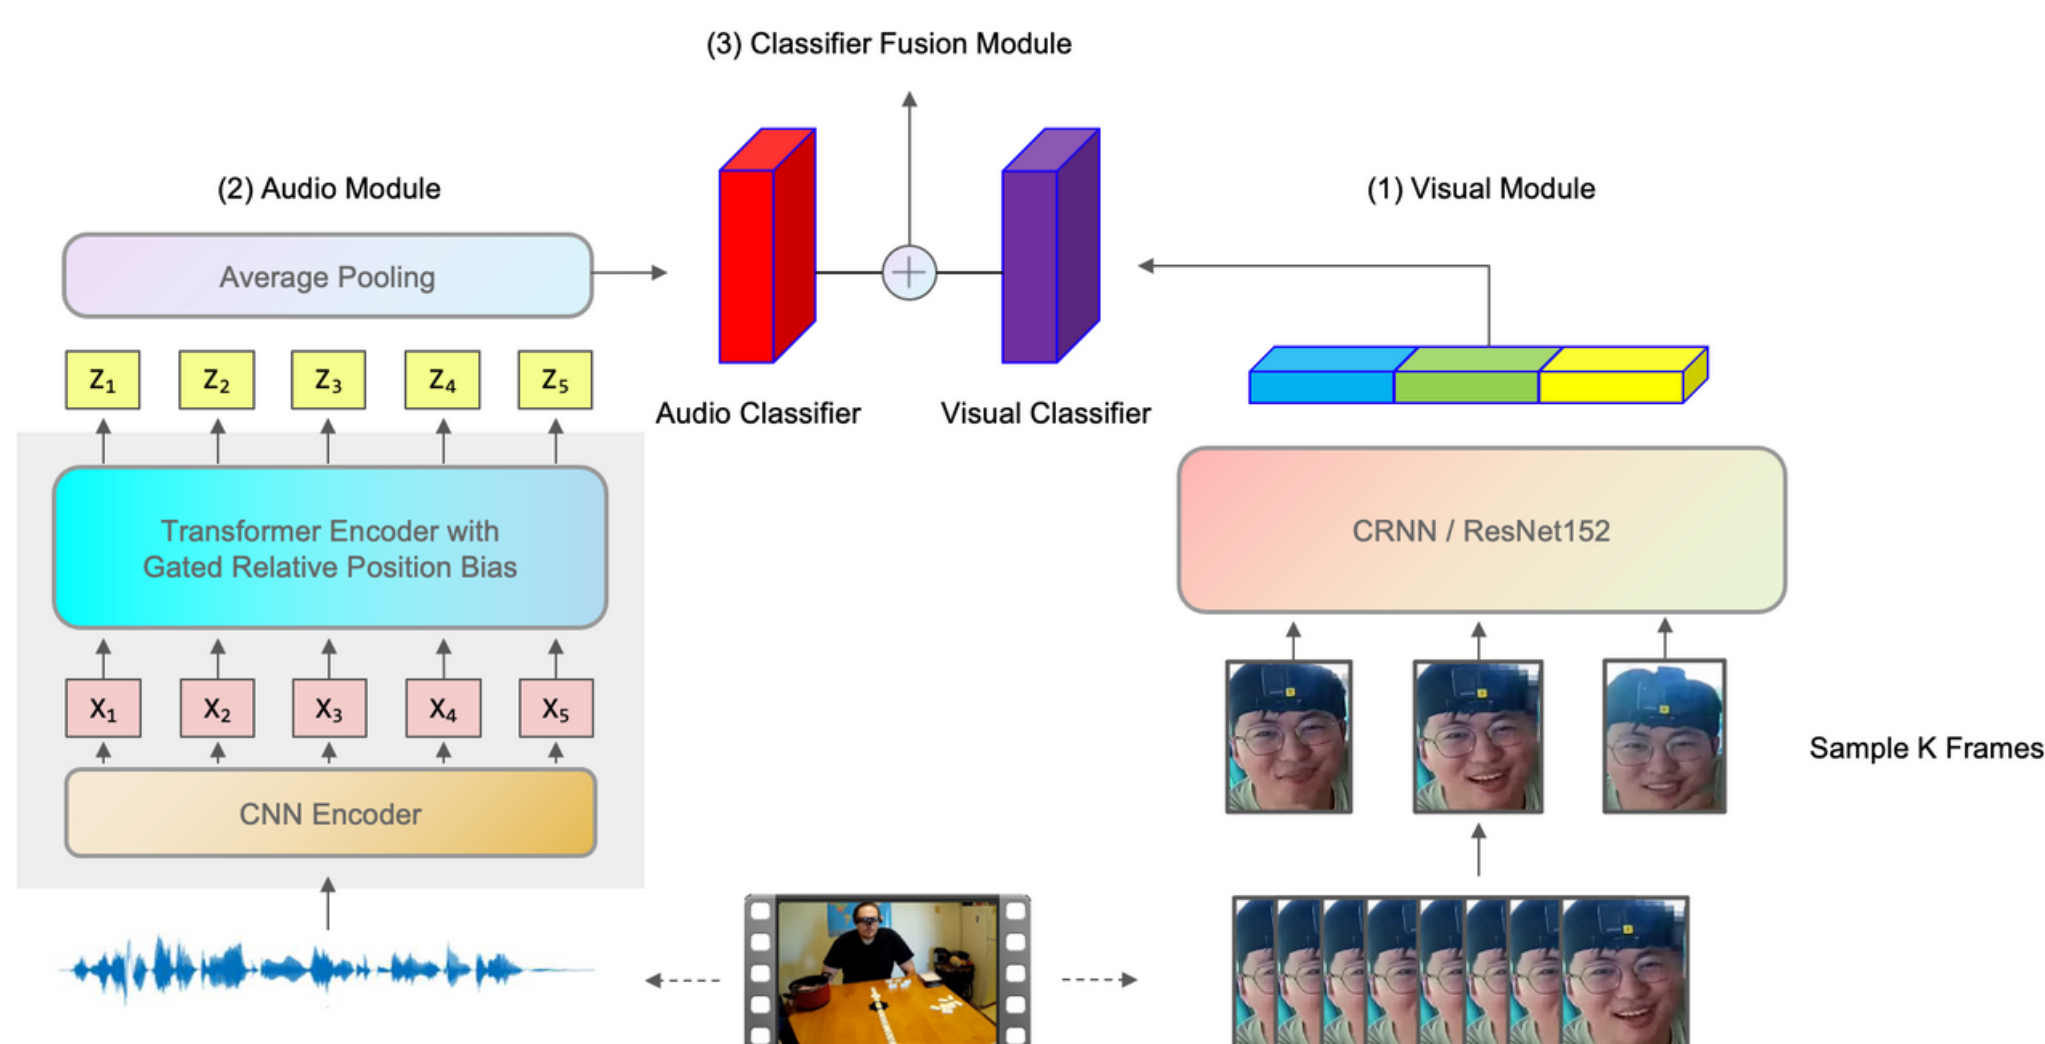 (3) Classifier Fusion Module
(2) Audio Module
(1) Visual Module
Average Pooling
Z₁ Z₂ Z₃ Z₄ Z₅
Audio Classifier
Visual Classifier
Transformer Encoder with
Gated Relative Position Bias
CRNN / ResNet152
X₁ X₂ X₃ X₄ X₅
Sample K Frames
CNN Encoder